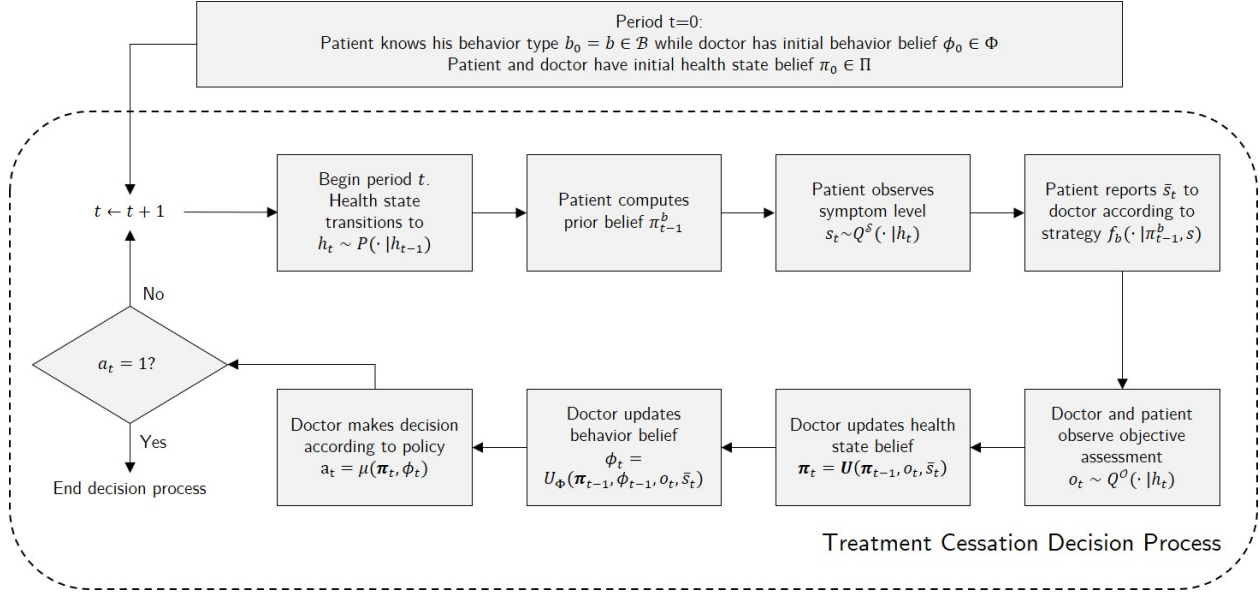 Period t=0:
Patient knows his behavior type b₀ = b ∈ ℬ while doctor has initial behavior belief ϕ₀ ∈ Φ
Patient and doctor have initial health state belief π₀ ∈ Π
t ← t + 1
Begin period t.
Health state
transitions to
hₜ ~ P(· |hₜ₋₁)
Patient computes
prior belief πᵇₜ₋₁
Patient observes
symptom level
sₜ~Q^𝒮(· |hₜ)
Patient reports s̄ₜ to
doctor according to
strategy f_b(· |πᵇₜ₋₁, s)
No
aₜ = 1?
Yes
End decision process
Doctor makes decision
according to policy
aₜ = μ(𝝅ₜ, ϕₜ)
Doctor updates
behavior belief
ϕₜ =
U_Φ(𝝅ₜ₋₁, ϕₜ₋₁, oₜ, s̄ₜ)
Doctor updates health
state belief
𝝅ₜ = 𝑼(𝝅ₜ₋₁, oₜ, s̄ₜ)
Doctor and patient
observe objective
assessment
oₜ ~ Q^𝒪(· |hₜ)
Treatment Cessation Decision Process